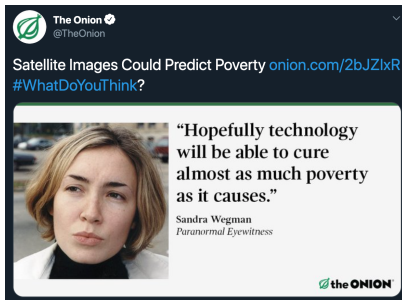 The Onion
@TheOnion
Satellite Images Could Predict Poverty onion.com/2bJZIxR
#WhatDoYouThink?
“Hopefully technology
will be able to cure
almost as much poverty
as it causes.”
Sandra Wegman
Paranormal Eyewitness
the ONION